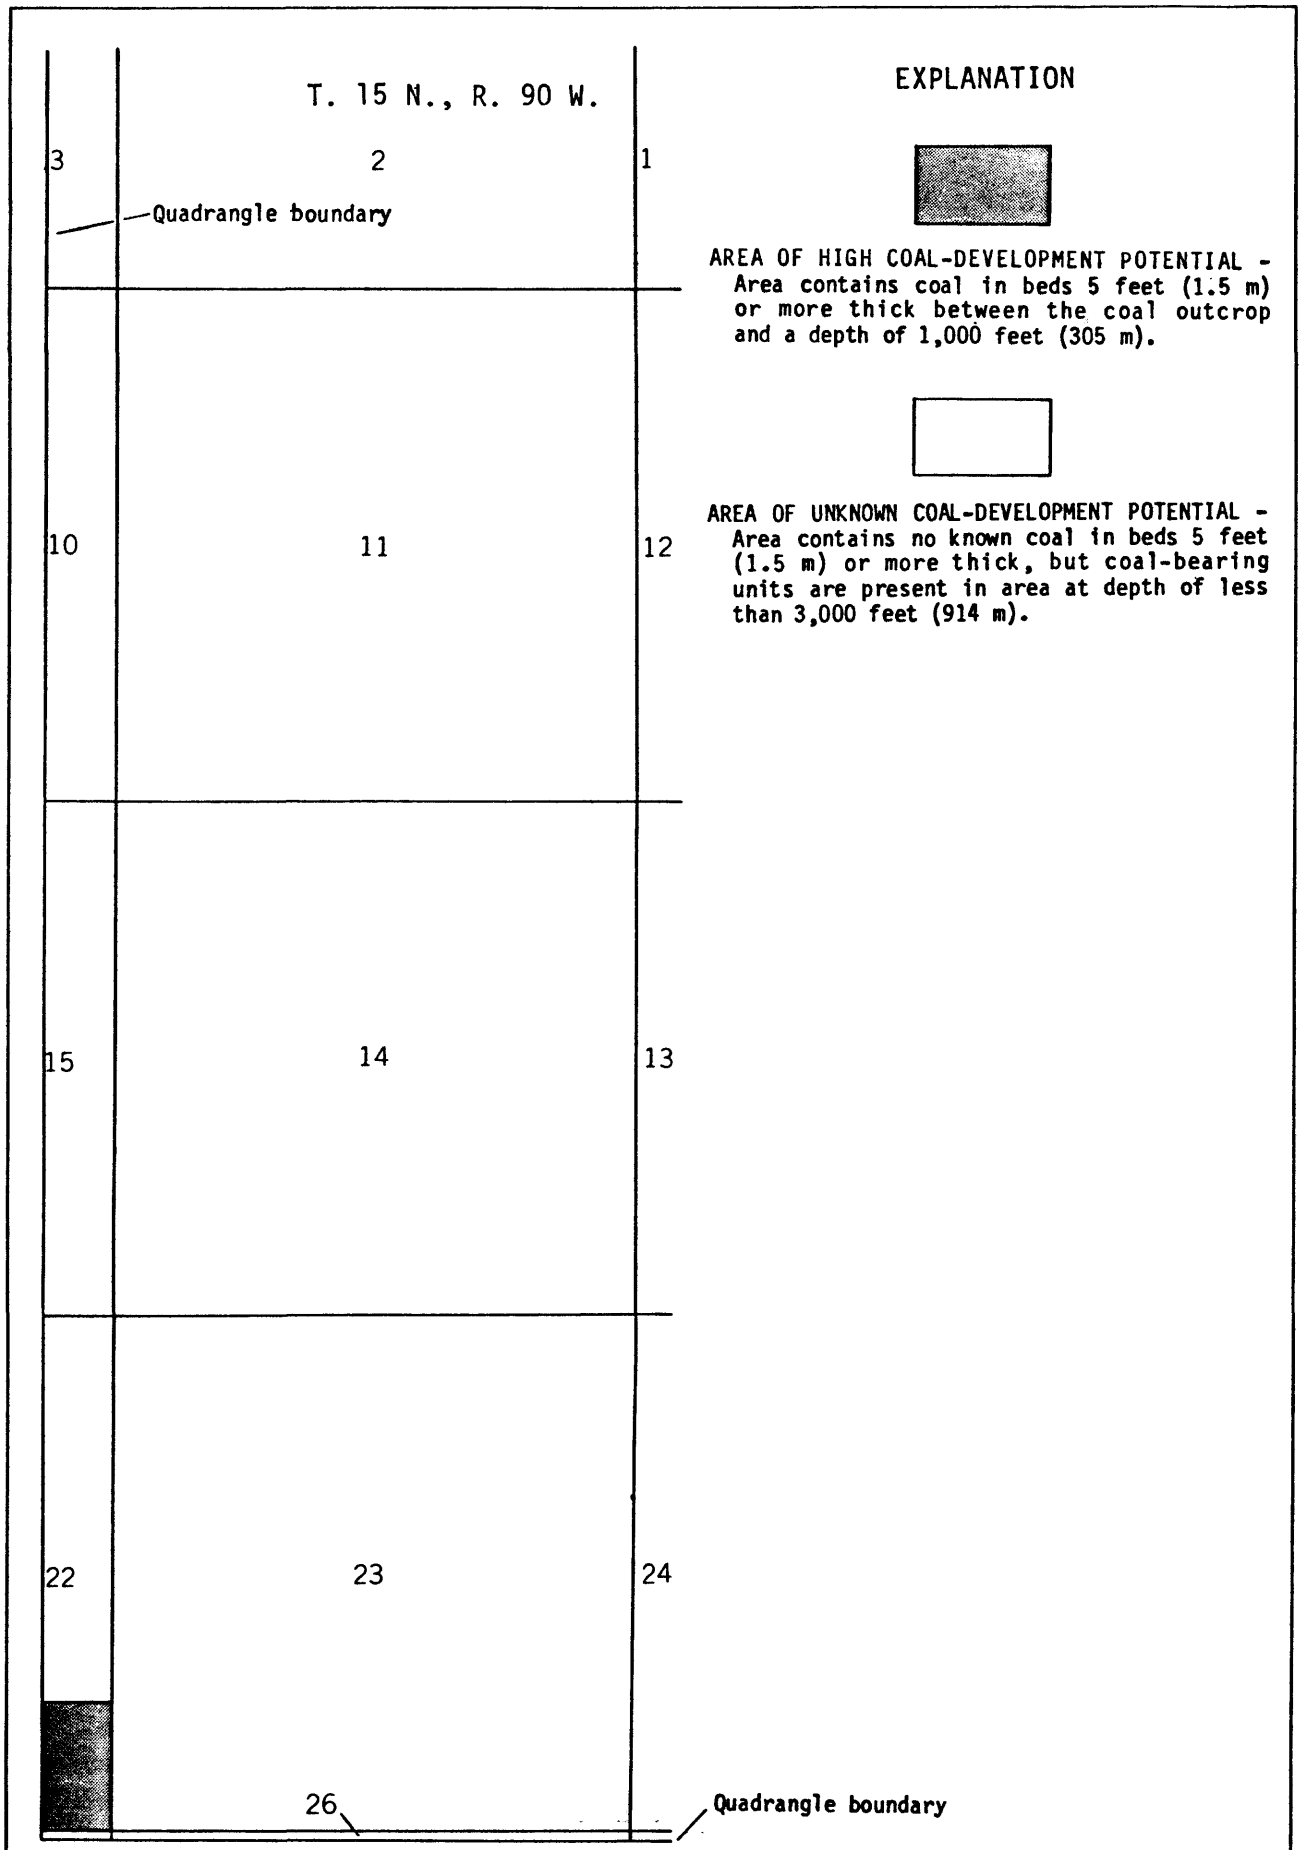 T. 15 N., R. 90 W.
3
2
1
Quadrangle boundary
10
11
12
15
14
13
22
23
24
26
Quadrangle boundary
EXPLANATION
AREA OF HIGH COAL-DEVELOPMENT POTENTIAL -
Area contains coal in beds 5 feet (1.5 m)
or more thick between the coal outcrop
and a depth of 1,000 feet (305 m).
AREA OF UNKNOWN COAL-DEVELOPMENT POTENTIAL -
Area contains no known coal in beds 5 feet
(1.5 m) or more thick, but coal-bearing
units are present in area at depth of less
than 3,000 feet (914 m).